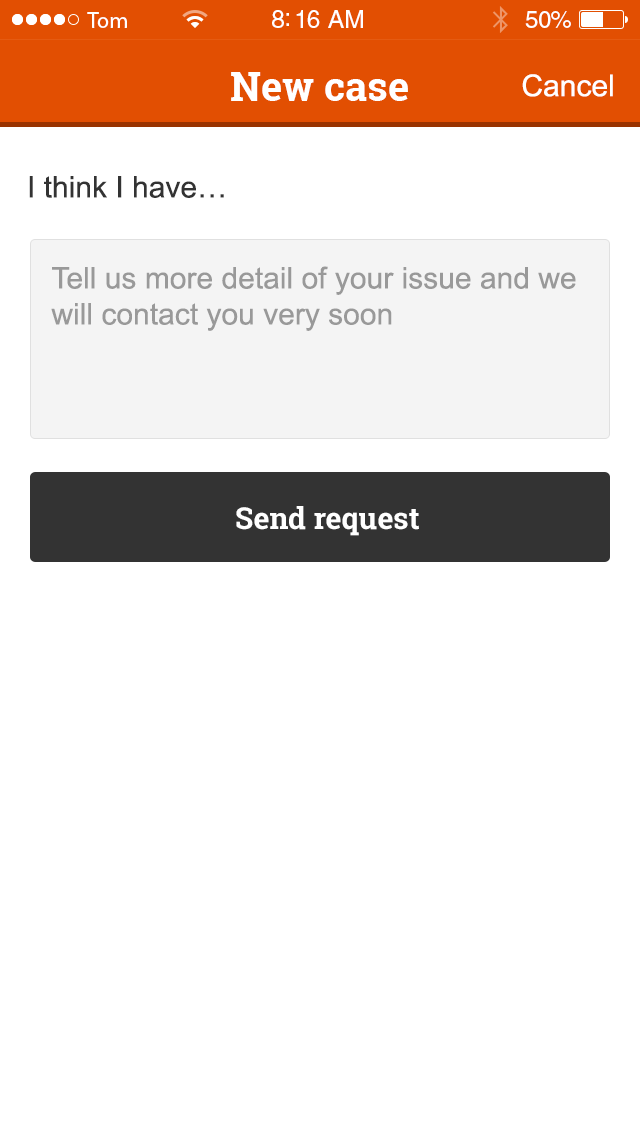 Tom 8:16 AM 50%
New case Cancel
I think I have...
Tell us more detail of your issue and we
will contact you very soon
Send request